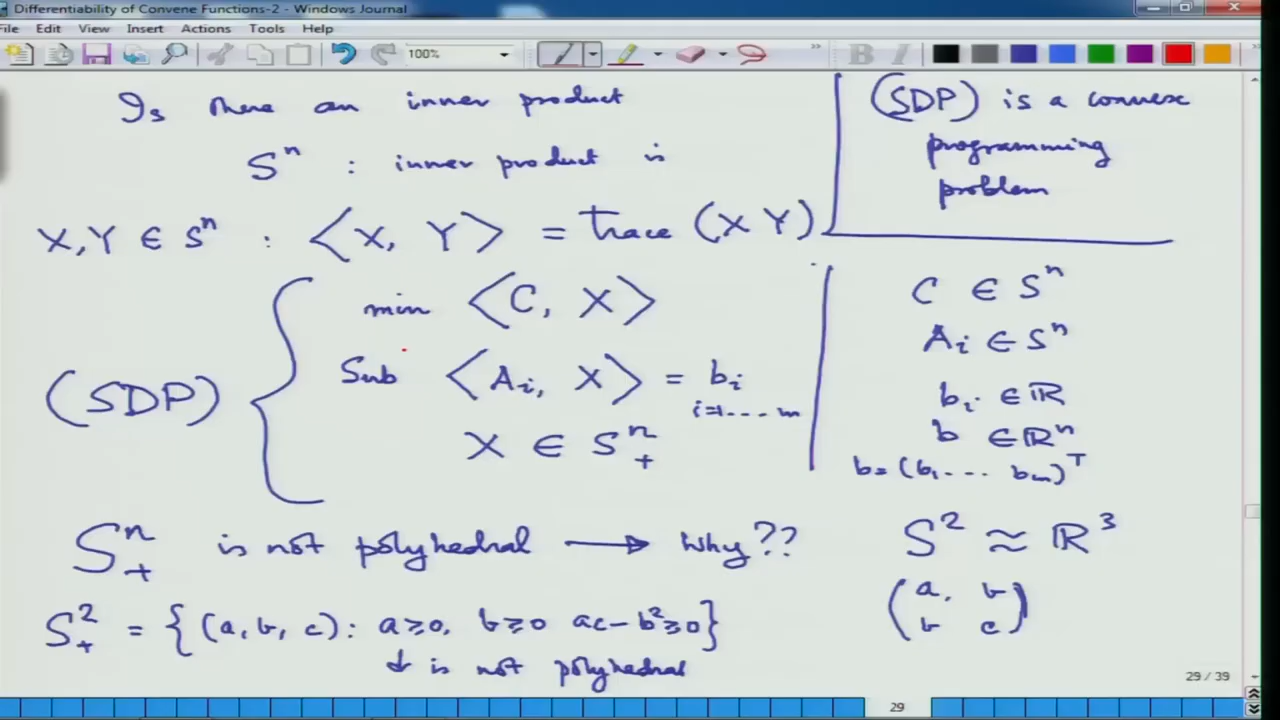 Differentiability of Convene Functions-2 - Windows Journal
File Edit View Insert Actions Tools Help
100%
Is there an inner product
S^n : inner product is
X, Y ∈ S^n : <X, Y> = trace (XY)
(SDP) is a convex
programming
problem
(SDP)
min <C, X>
Sub <A_i, X> = b_i
i=1---- m
X ∈ S^n_+
C ∈ S^n
A_i ∈ S^n
b_i ∈ ℝ
b ∈ ℝ^n
b = (b_1 --- b_m)^T
S^n_+ is not polyhedral → Why??
S^2 ≈ ℝ^3
S^2_+ = {(a, b, c) : a ≥ 0, b ≥ 0 ac - b^2 ≥ 0}
↓ is not polyhedral
(a, b
b c)
29 / 39
29